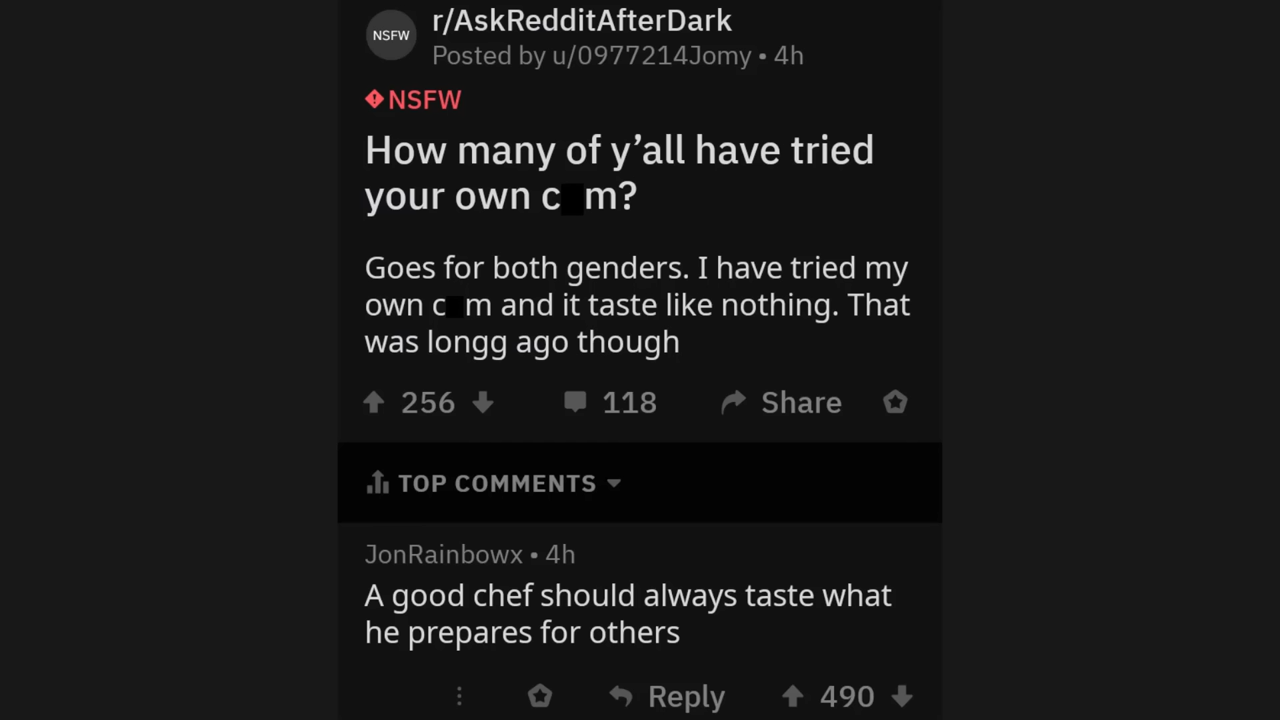 r/AskRedditAfterDark
NSFW
Posted by u/0977214Jomy • 4h
NSFW
How many of y’all have tried
your own c m?
Goes for both genders. I have tried my
own c m and it taste like nothing. That
was longg ago though
256 118 Share
TOP COMMENTS
JonRainbowx • 4h
A good chef should always taste what
he prepares for others
Reply 490